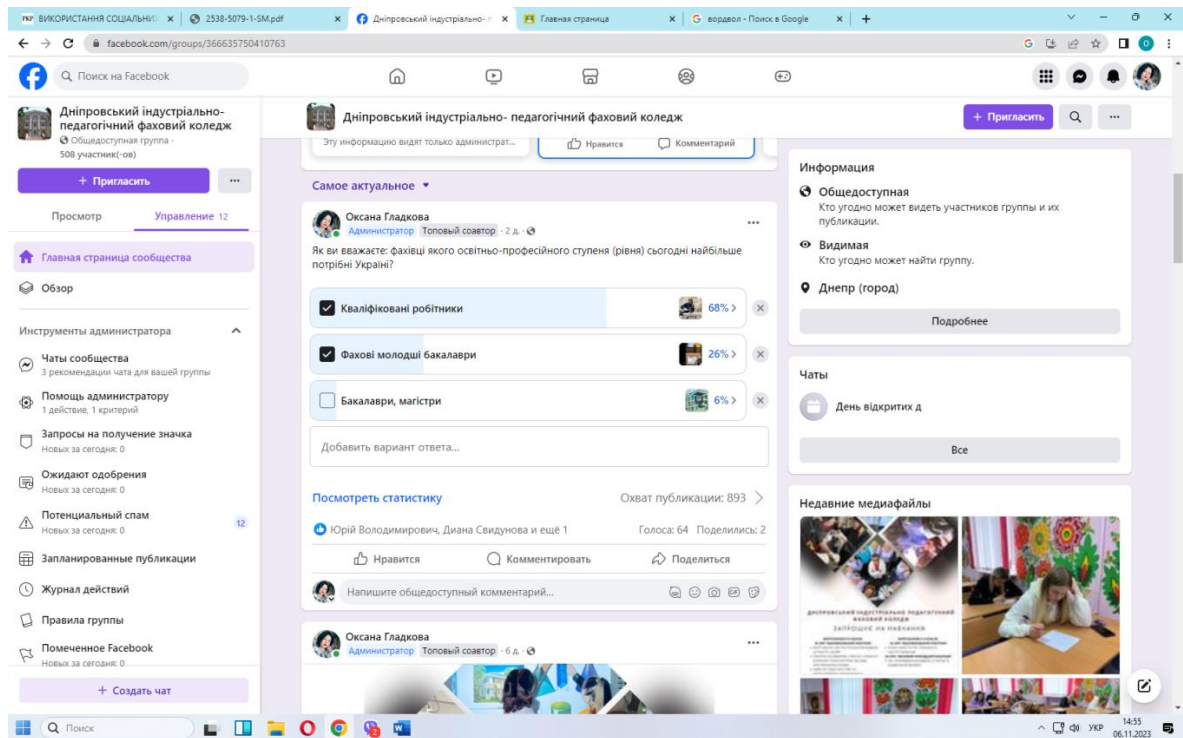 ВИКОРИСТАННЯ СОЦІАЛЬНИ
2538-5079-1-SM.pdf
Дніпровський індустріально- п
Главная страница
вордвол - Поиск в Google
facebook.com/groups/366635750410763
Поиск на Facebook
Дніпровський індустріально-
педагогічний фаховий коледж
Общедоступная группа ·
508 участник(-ов)
+ Пригласить
Просмотр
Управление 12
Главная страница сообщества
Обзор
Инструменты администратора
Чаты сообщества
3 рекомендации чата для вашей группы
Помощь администратору
1 действие, 1 критерий
Запросы на получение значка
Новых за сегодня: 0
Ожидают одобрения
Новых за сегодня: 0
Потенциальный спам
Новых за сегодня: 0
12
Запланированные публикации
Журнал действий
Правила группы
Помеченное Facebook
Новых за сегодня: 0
+ Создать чат
Дніпровський індустріально- педагогічний фаховий коледж
+ Пригласить
Эту информацию видят только администрат...
Нравится
Комментарий
Самое актуальное
Оксана Гладкова
Администратор Топовый соавтор · 2 д. ·
Як ви вважаєте: фахівці якого освітньо-професійного ступеня (рівня) сьогодні найбільше
потрібні Україні?
Кваліфіковані робітники
68%
Фахові молодші бакалаври
26%
Бакалаври, магістри
6%
Добавить вариант ответа...
Посмотреть статистику
Охват публикации: 893
Юрій Володимирович, Диана Свидунова и ещё 1
Голоса: 64 Поделились: 2
Нравится
Комментировать
Поделиться
Напишите общедоступный комментарий...
GIF
Оксана Гладкова
Администратор Топовый соавтор · 6 д. ·
Информация
Общедоступная
Кто угодно может видеть участников группы и их
публикации.
Видимая
Кто угодно может найти группу.
Днепр (город)
Подробнее
Чаты
День відкритих д
Все
Недавние медиафайлы
ДНІПРОВСЬКИЙ ІНДУСТРІАЛЬНО-ПЕДАГОГІЧНИЙ
ФАХОВИЙ КОЛЕДЖ
ЗАПРОШУЄ НА НАВЧАННЯ
Поиск
УКР
14:55
06.11.2023